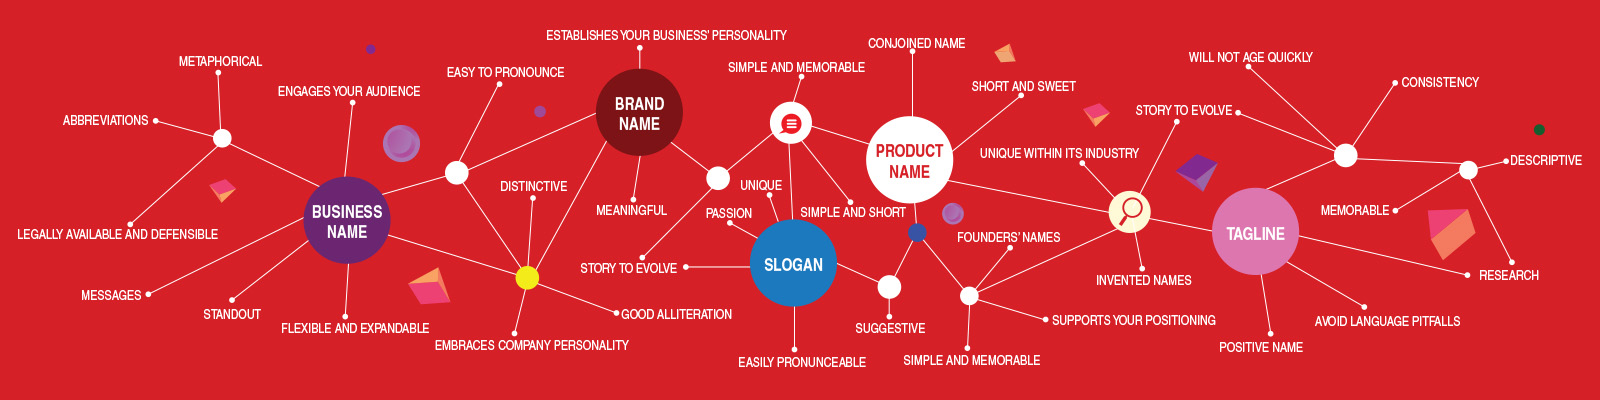 METAPHORICAL
ABBREVIATIONS
LEGALLY AVAILABLE AND DEFENSIBLE
ENGAGES YOUR AUDIENCE
BUSINESS
NAME
MESSAGES
STANDOUT
FLEXIBLE AND EXPANDABLE
EASY TO PRONOUNCE
DISTINCTIVE
GOOD ALLITERATION
EMBRACES COMPANY PERSONALITY
ESTABLISHES YOUR BUSINESS' PERSONALITY
BRAND
NAME
MEANINGFUL
SIMPLE AND MEMORABLE
UNIQUE
PASSION
SIMPLE AND SHORT
STORY TO EVOLVE
SLOGAN
EASILY PRONUNCEABLE
SUGGESTIVE
CONJOINED NAME
SHORT AND SWEET
PRODUCT
NAME
UNIQUE WITHIN ITS INDUSTRY
FOUNDERS' NAMES
SUPPORTS YOUR POSITIONING
SIMPLE AND MEMORABLE
INVENTED NAMES
STORY TO EVOLVE
WILL NOT AGE QUICKLY
CONSISTENCY
DESCRIPTIVE
MEMORABLE
TAGLINE
RESEARCH
AVOID LANGUAGE PITFALLS
POSITIVE NAME